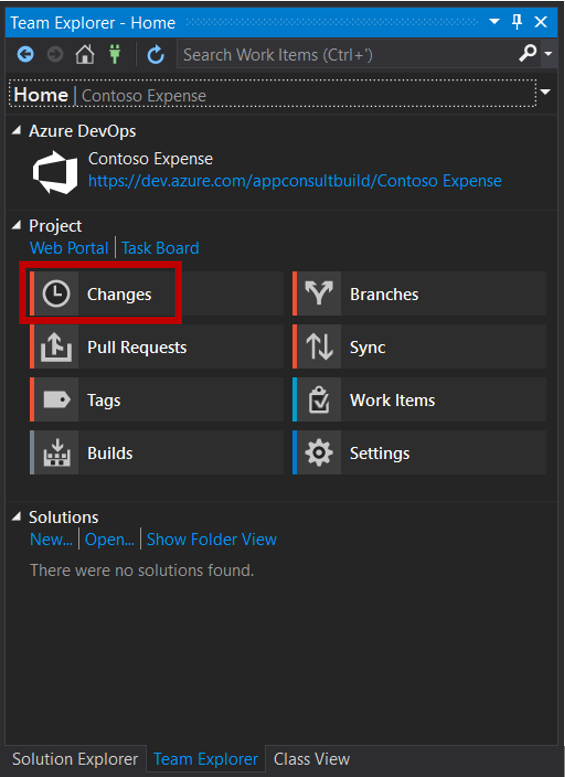 Team Explorer - Home
Search Work Items (Ctrl+')
Home | Contoso Expense
Azure DevOps
Contoso Expense
https://dev.azure.com/appconsultbuild/Contoso Expense
Project
Web Portal | Task Board
Changes Branches
Pull Requests Sync
Tags Work Items
Builds Settings
Solutions
New... | Open... | Show Folder View
There were no solutions found.
Solution Explorer Team Explorer Class View